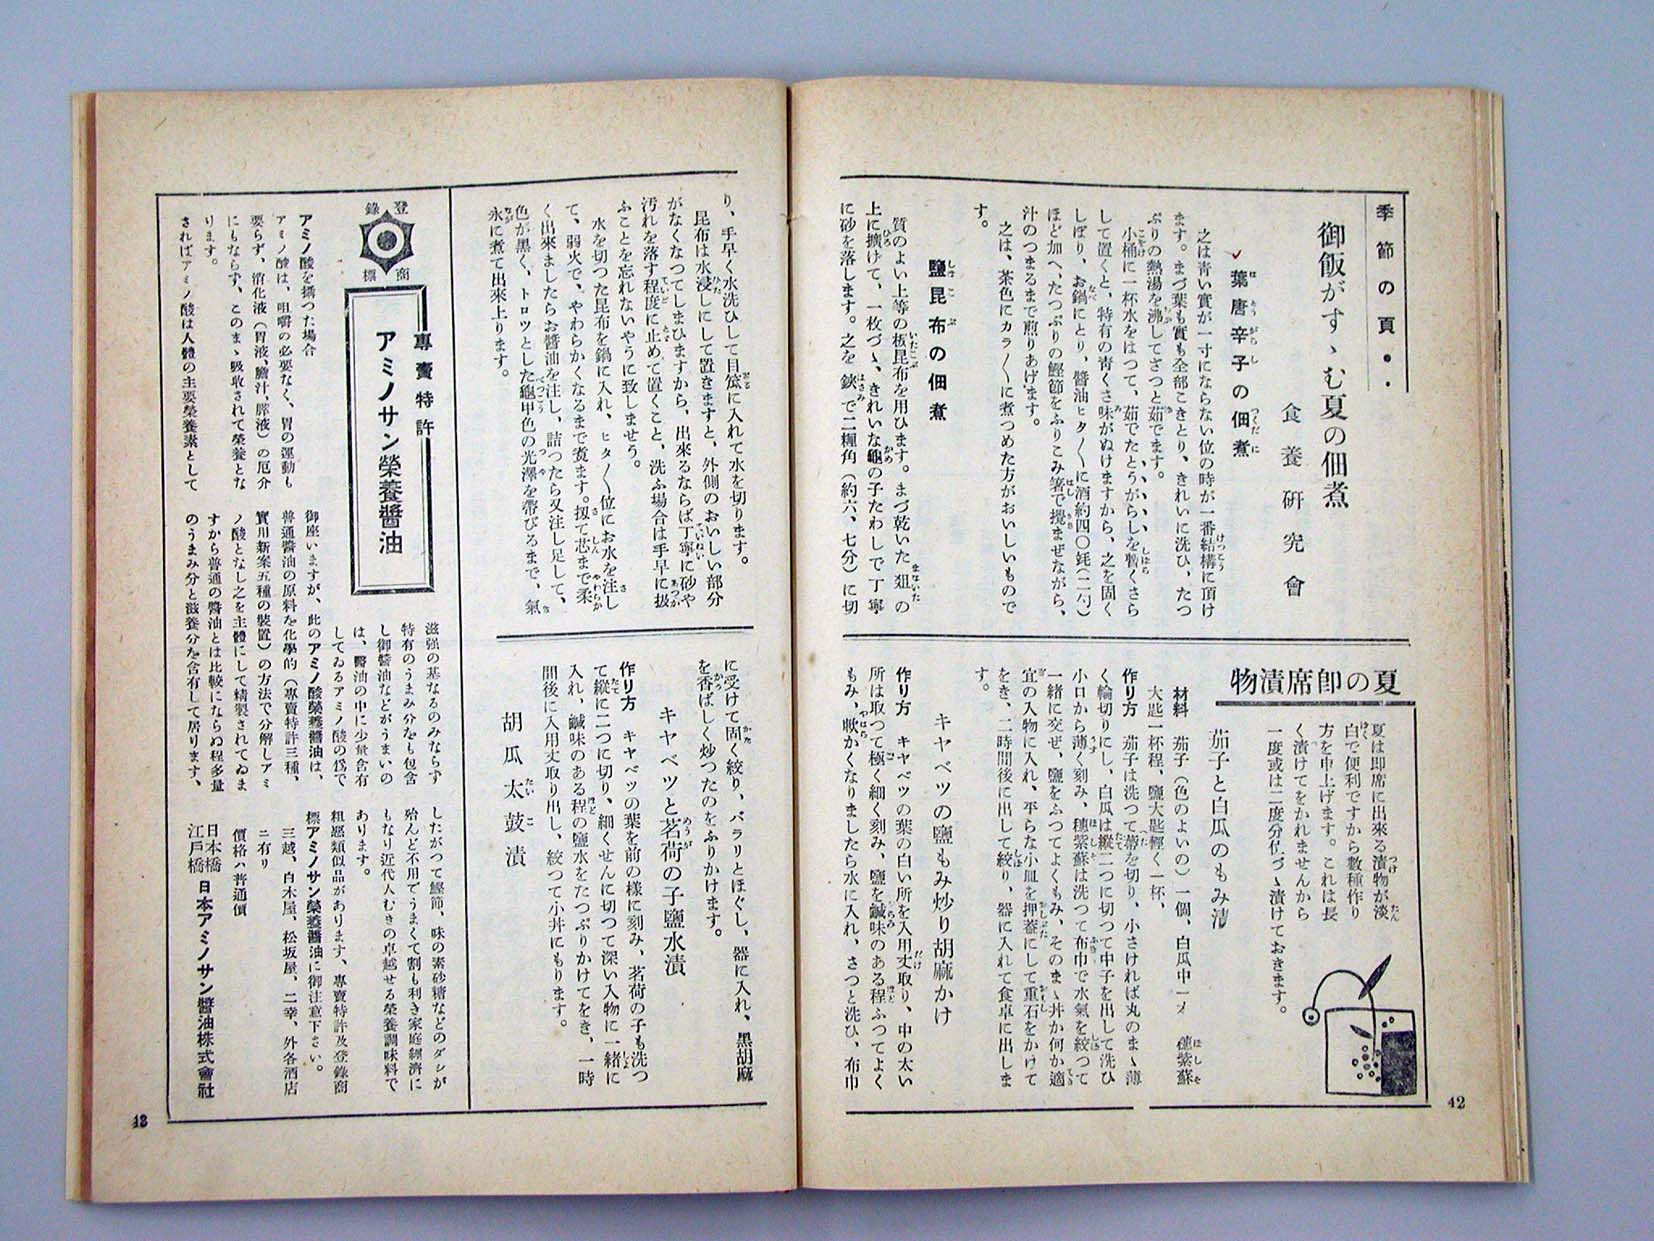 季節の頁
御飯がすゝむ夏の佃煮
食養研究會
葉唐辛子の佃煮
之は青い實が一寸にならない位の時が一番結構に頂け
ます。まづ葉も實も全部こきとり、きれいに洗ひ、たつ
ぷりの熱湯を沸してざつと茹でます。
小桶に一杯水をはつて、茹でたとうがらしを暫くさら
して置くと、特有の青くさ味がぬけますから、之を固く
しぼり、お鍋にとり、醬油ヒタ〱に酒約四〇竓(二勺)
ほど加へ、たつぷりの鰹節をふりこみ箸で攪まぜながら、
汁のつまるまで煎りあげます。
之は、茶色にカラ〱に煮つめた方がおいしいもので
す。
鹽昆布の佃煮
質のよい上等の板昆布を用ひます。まづ乾いた俎の
上に擴げて、一枚づゝ、きれいな龜の子たわしで丁寧
に砂を落します。之を鋏で二糎角(約六、七分)に切
り、手早く水洗ひして目笊に入れて水を切ります。
昆布は水浸しにして置きますと、外側のおいしい部分
がなくなつてしまひますから、出來るならば丁寧に砂や
汚れを落す程度に止めて置くこと、洗ふ場合は手早に扱
ふことを忘れないやうに致しませう。
水を切つた昆布を鍋に入れ、ヒタ〱位にお水を注し
て、弱火で、やわらかくなるまで煑ます。扨て芯まで柔
く出來ましたらお醬油を注し、詰つたら又注し足して、
色が黒く、トロツとした龜甲色の光澤を帶びるまで、氣
永に煮て出來上ります。
夏の卽席漬物
夏は即席に出來る漬物が淡
白で便利ですから數種作り
方を申上げます。これは長
く漬けてをかれませんから
一度或は二度分位づゝ漬けておきます。
茄子と白瓜のもみ漬
材料　茄子(色のよいの)一個、白瓜中一ヶ　穗紫蘇
大匙一杯程、鹽大匙輕く一杯、
作り方　茄子は洗つて蔕を切り、小さければ丸のまゝ薄
く輪切りにし、白瓜は縱二つに切つて中子を出して洗ひ
小口から薄く刻み、穗紫蘇は洗つて布巾で水氣を絞つて
一緒に交ぜ、鹽をふつてよくもみ、そのまゝ丼か何か適
宜の入物に入れ、平らな小皿を押蓋にして重石をかけて
をき、二時間後に出して絞り、器に入れて食卓に出しま
す。
キヤベツの鹽もみ炒り胡麻かけ
作り方　キヤベツの葉の白い所を入用丈取り、中の太い
所は取つて極く細く刻み、鹽を鹹味のある程ふつてよく
もみ、軟かくなりましたら水に入れ、さつと洗ひ、布巾
に受けて固く絞り、バラリとほぐし、器に入れ、黒胡麻
を香ばしく炒つたのをふりかけます。
キヤベツと茗荷の子鹽水漬
作り方　キヤベツの葉を前の樣に刻み、茗荷の子も洗つ
て縱に二つに切り、細くせんに切つて深い入物に一緒に
入れ、鹹味のある程の鹽水をたつぷりかけてをき、一時
間後に入用丈取り出し、絞つて小丼にもります。
胡瓜太鼓漬
登錄
商標
專賣特許
アミノサン榮養醬油
アミノ酸を攝つた場合
アミノ酸は、咀嚼の必要なく、胃の運動も
要らず、消化液(胃液、膽汁、膵液)の厄介
にもならず、このまゝ吸收されて榮養とな
ります。
さればアミノ酸は人體の主要榮養素として
滋强の基なるのみならず
特有のうまみ分をも包含
し御醬油などがうまいの
は、醬油の中に少量含有
してゐるアミノ酸の爲で
御座いますが、此のアミノ酸榮養醬油は、
普通醬油の原料を化學的(專賣特許三種、
實用新案五種の裝置)の方法で分解しアミ
ノ酸となし之を主體にして精製されてゐま
すから普通の醬油とは比較にならぬ程多量
のうまみ分と滋養分を含有して居ります、
したがつて鰹節、味の素砂糖などのダシが
殆んど不用でうまくて割も利き家庭經濟に
もなり近代人むきの卓越せる榮養調味料で
あります。
粗惡類似品があります、專賣特許及登錄商
標アミノサン榮養醬油に御注意下さい。
三越、白木屋、松坂屋、二幸、外各酒店
ニ有り
價格ハ普通價
日本橋
江戶橋
日本アミノサン醬油株式會社
42
43